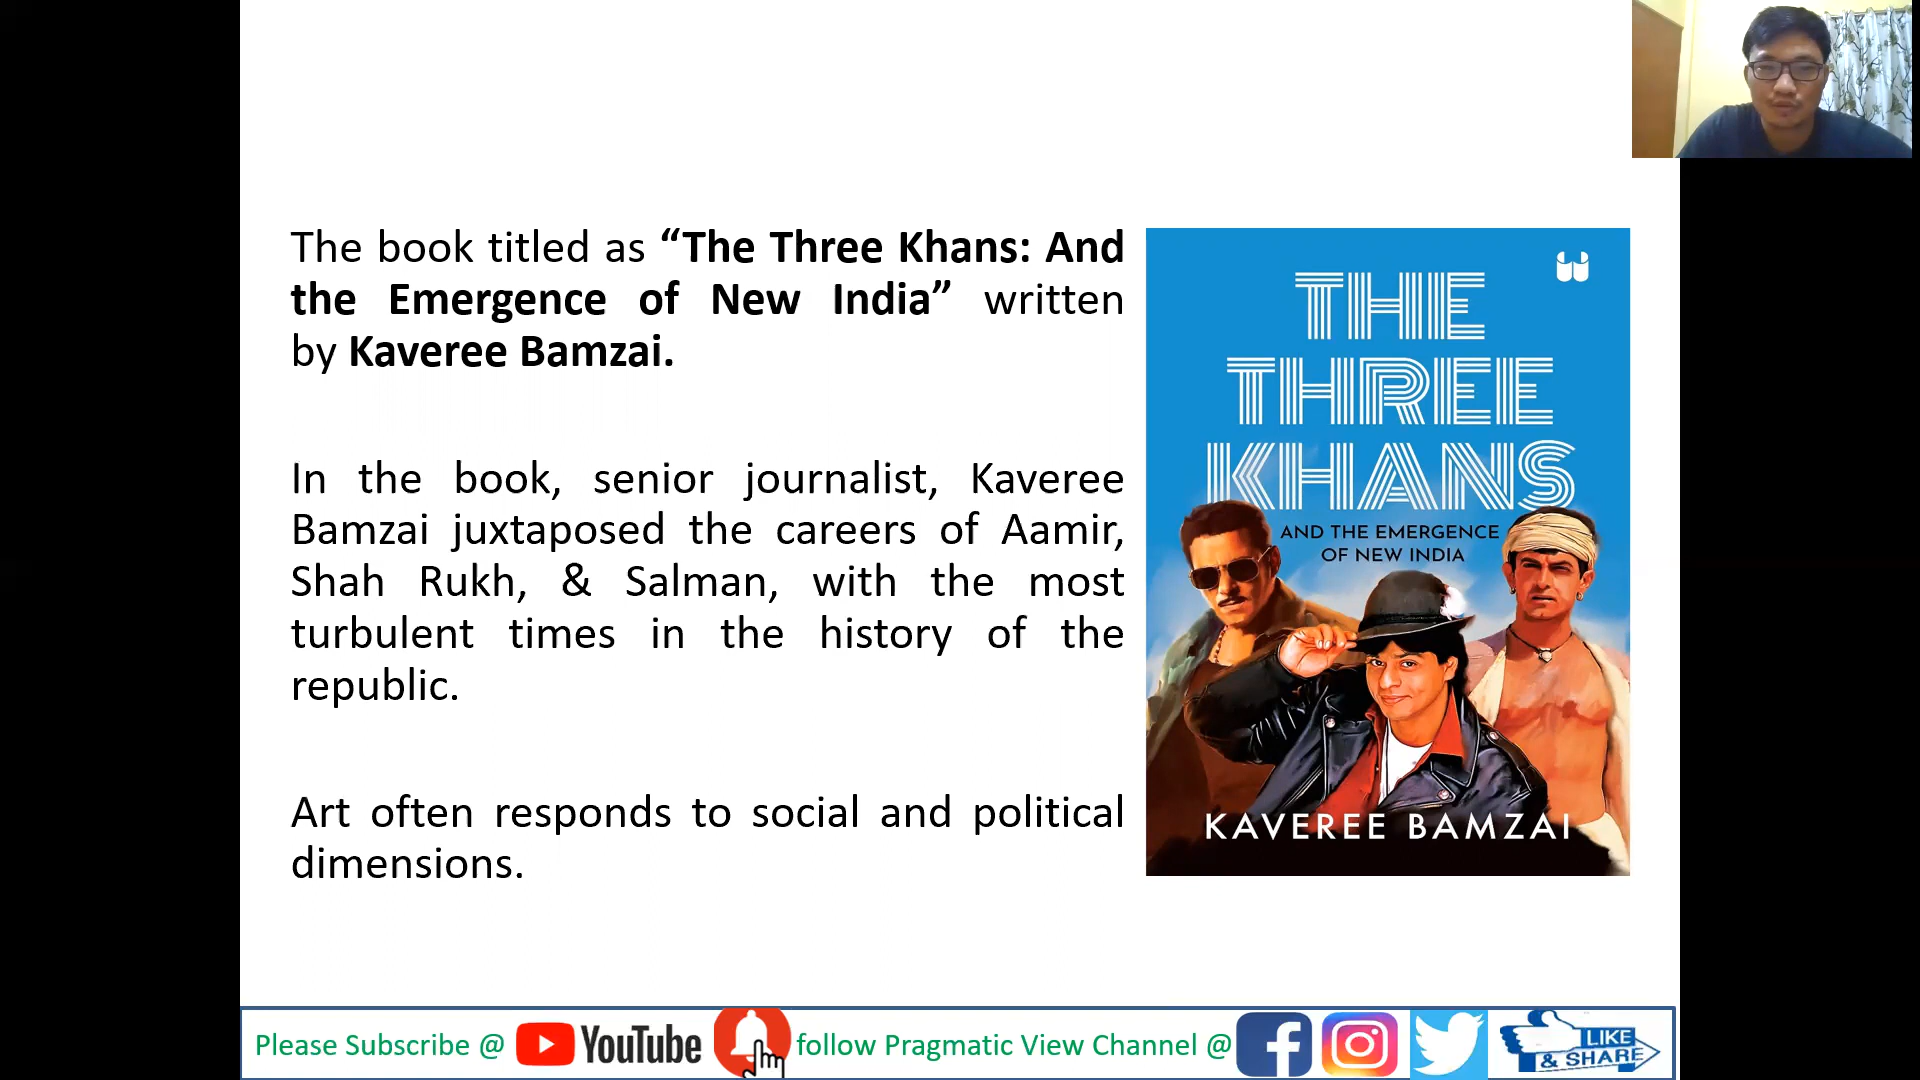 The book titled as “The Three Khans: And
the Emergence of New India” written
by Kaveree Bamzai.
In the book, senior journalist, Kaveree
Bamzai juxtaposed the careers of Aamir,
Shah Rukh, & Salman, with the most
turbulent times in the history of the
republic.
Art often responds to social and political
dimensions.
THE
THREE
KHANS
AND THE EMERGENCE
OF NEW INDIA
KAVEREE BAMZAI
Please Subscribe @ YouTube follow Pragmatic View Channel @
LIKE
& SHARE